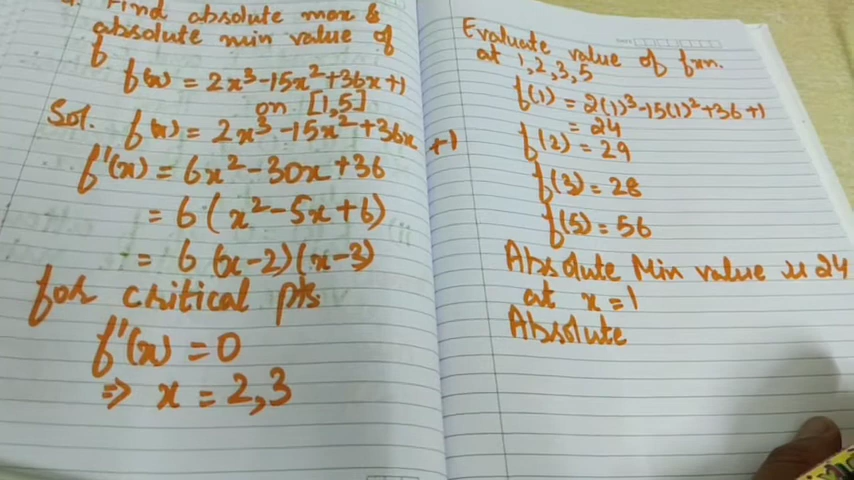 Find absolute max &
absolute min value of
f
f(x) = 2x³-15x²+36x+1
on [1,5]
Sol. f(x) = 2x³-15x²+36x+1
f'(x) = 6x²-30x+36
= 6(x²-5x+6)
= 6(x-2)(x-3)
for critical pts.
f'(x) = 0
⇒ x = 2,3
Evaluate value of fxn.
at 1,2,3,5
f(1) = 2(1)³-15(1)²+36+1
= 24
f(2) = 29
f(3) = 28
f(5) = 56
Absolute Min value is 24
at x = 1
Absolute